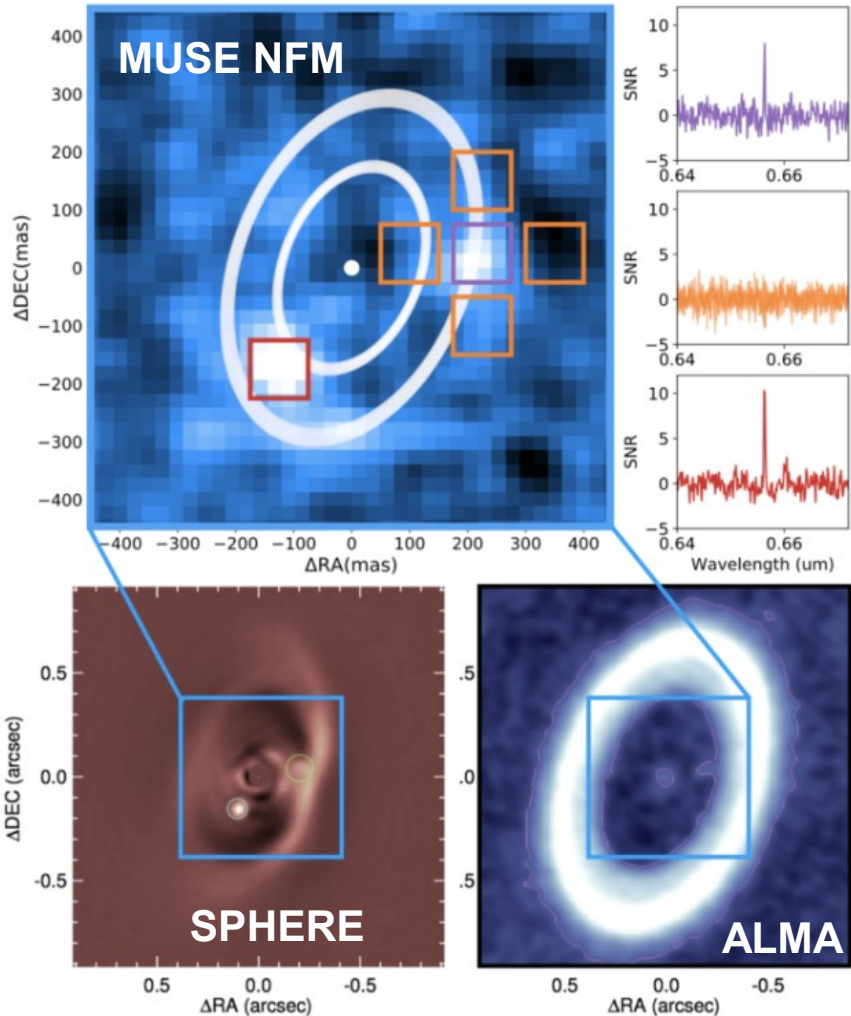 MUSE NFM
400
300
200
100
0
−100
−200
−300
−400
ΔDEC(mas)
−400 −300 −200 −100 0 100 200 300 400
ΔRA(mas)
10
5
0
−5
SNR
0.64 0.66
10
5
0
−5
SNR
0.64 0.66
10
5
0
−5
SNR
0.64 0.66
Wavelength (um)
0.5
0.0
-0.5
ΔDEC (arcsec)
SPHERE
0.5 0.0 -0.5
ΔRA (arcsec)
.5
.0
.5
ALMA
0.5 0.0 -0.5
ΔRA (arcsec)